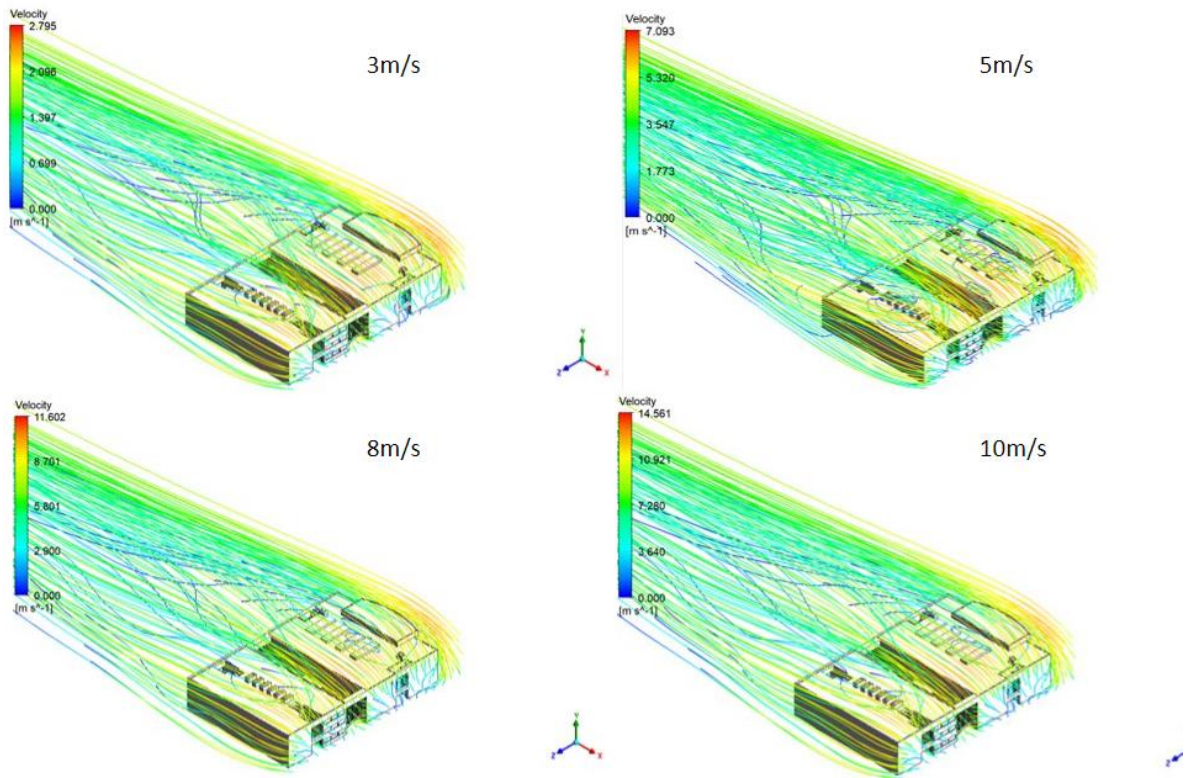 Velocity
2.795
2.096
1.397
0.699
0.000
[m s^-1]
3m/s
Y
Z
X
Velocity
7.093
5.320
3.547
1.773
0.000
[m s^-1]
5m/s
Velocity
11.602
8.701
5.801
2.900
0.000
[m s^-1]
8m/s
Y
Z
X
Velocity
14.561
10.921
7.280
3.640
0.000
[m s^-1]
10m/s
Z